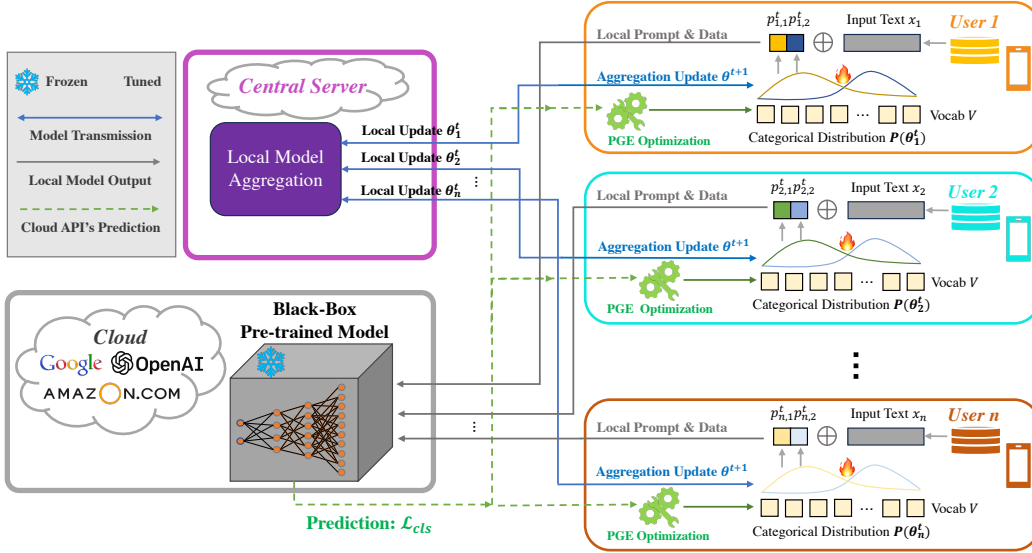 Frozen Tuned
Model Transmission
Local Model Output
Cloud API's Prediction
Central Server
Local Model
Aggregation
Local Update θ₁ᵗ
Local Update θ₂ᵗ
⋮
Local Update θₙᵗ
Cloud
Google OpenAI
AMAZON.COM
Black-Box
Pre-trained Model
⋮
Prediction: ℒ_cls
User 1
Local Prompt & Data
p₁,₁ᵗ p₁,₂ᵗ
Input Text x₁
Aggregation Update θᵗ⁺¹
PGE Optimization
... Vocab V
Categorical Distribution P(θ₁ᵗ)
User 2
Local Prompt & Data
p₂,₁ᵗ p₂,₂ᵗ
Input Text x₂
Aggregation Update θᵗ⁺¹
PGE Optimization
... Vocab V
Categorical Distribution P(θ₂ᵗ)
⋮
User n
Local Prompt & Data
pₙ,₁ᵗ pₙ,₂ᵗ
Input Text xₙ
Aggregation Update θᵗ⁺¹
PGE Optimization
... Vocab V
Categorical Distribution P(θₙᵗ)